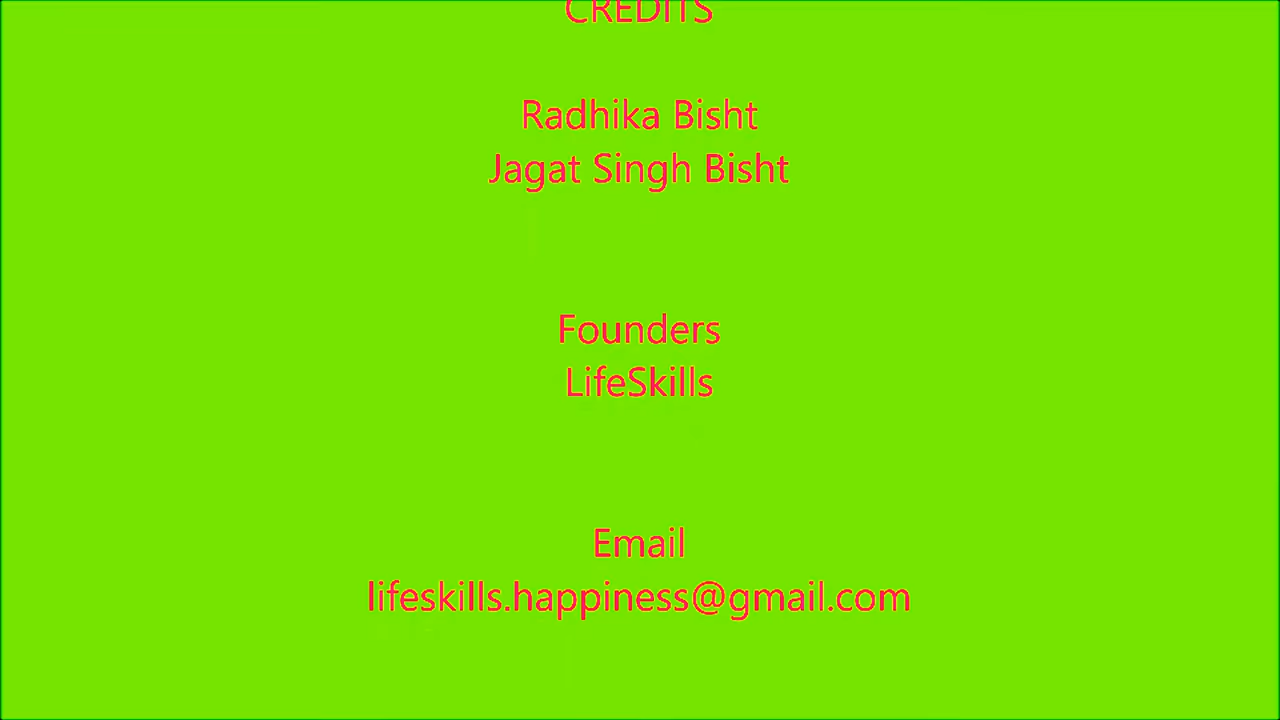 CREDITS
Radhika Bisht
Jagat Singh Bisht
Founders
LifeSkills
Email
lifeskills.happiness@gmail.com